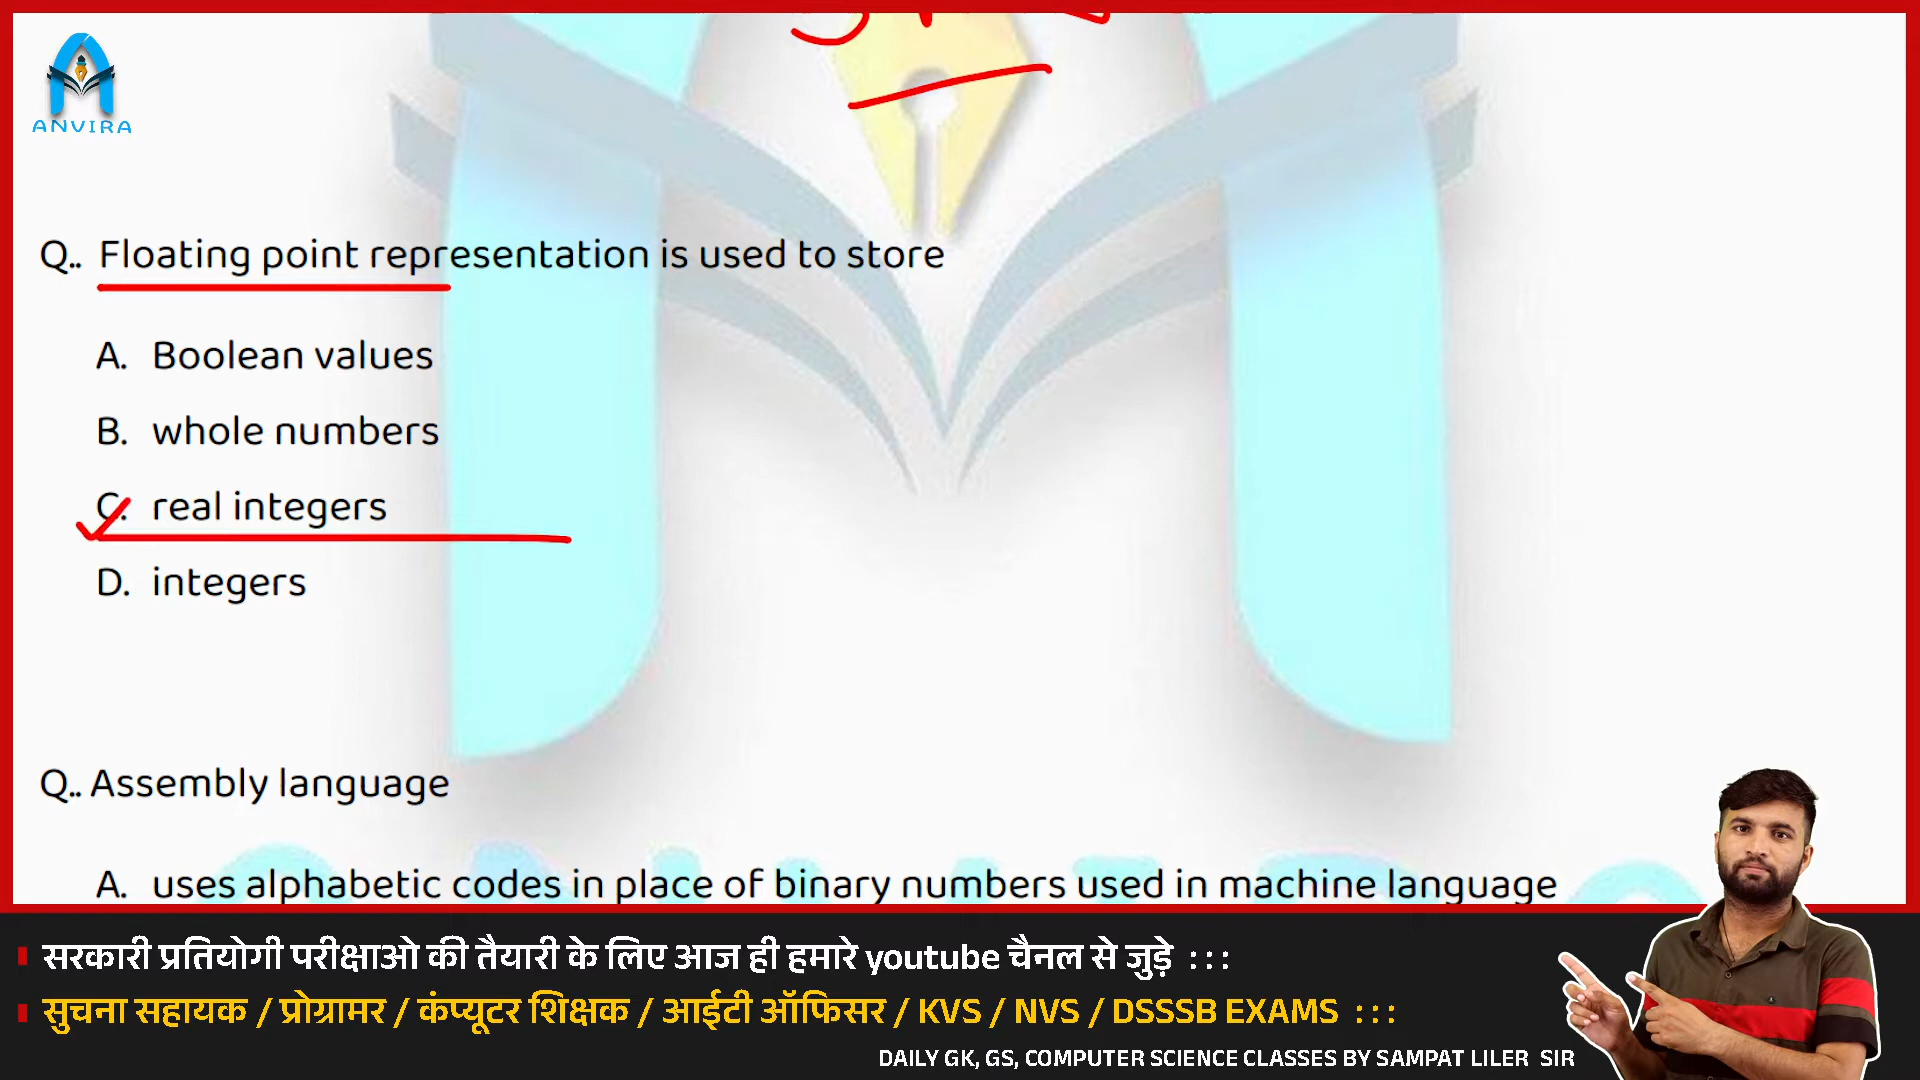 ANVIRA
Q.. Floating point representation is used to store
A. Boolean values
B. whole numbers
C. real integers
D. integers
Q.. Assembly language
A. uses alphabetic codes in place of binary numbers used in machine language
सरकारी प्रतियोगी परीक्षाओ की तैयारी के लिए आज ही हमारे youtube चैनल से जुड़े :::
सुचना सहायक / प्रोग्रामर / कंप्यूटर शिक्षक / आईटी ऑफिसर / KVS / NVS / DSSSB EXAMS :::
DAILY GK, GS, COMPUTER SCIENCE CLASSES BY SAMPAT LILER SIR